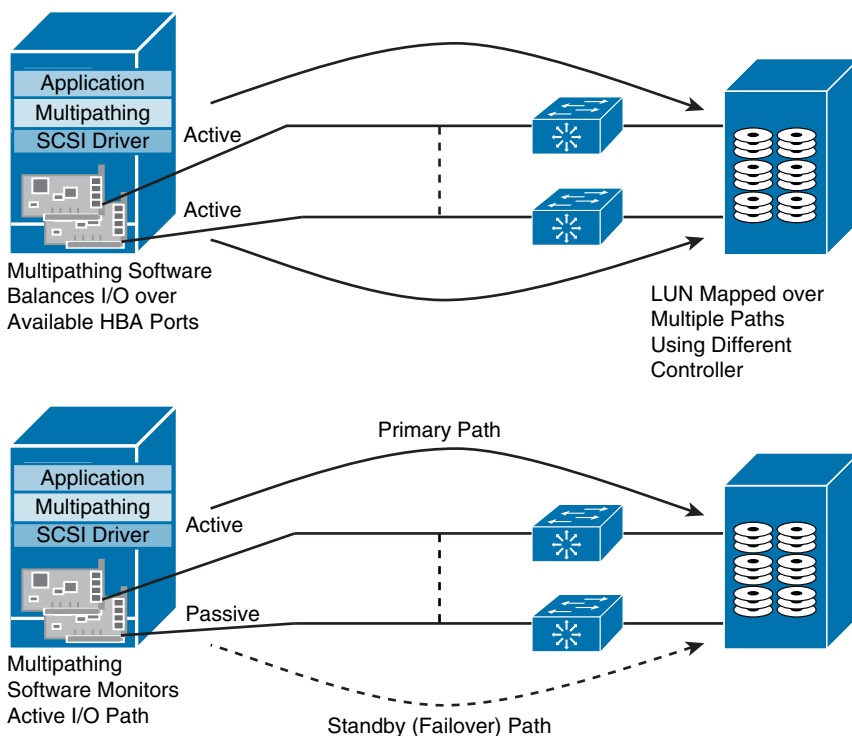 Application
Multipathing
SCSI Driver
Active
Active
Multipathing Software
Balances I/O over
Available HBA Ports
LUN Mapped over
Multiple Paths
Using Different
Controller
Primary Path
Application
Multipathing
SCSI Driver
Active
Passive
Multipathing
Software Monitors
Active I/O Path
Standby (Failover) Path